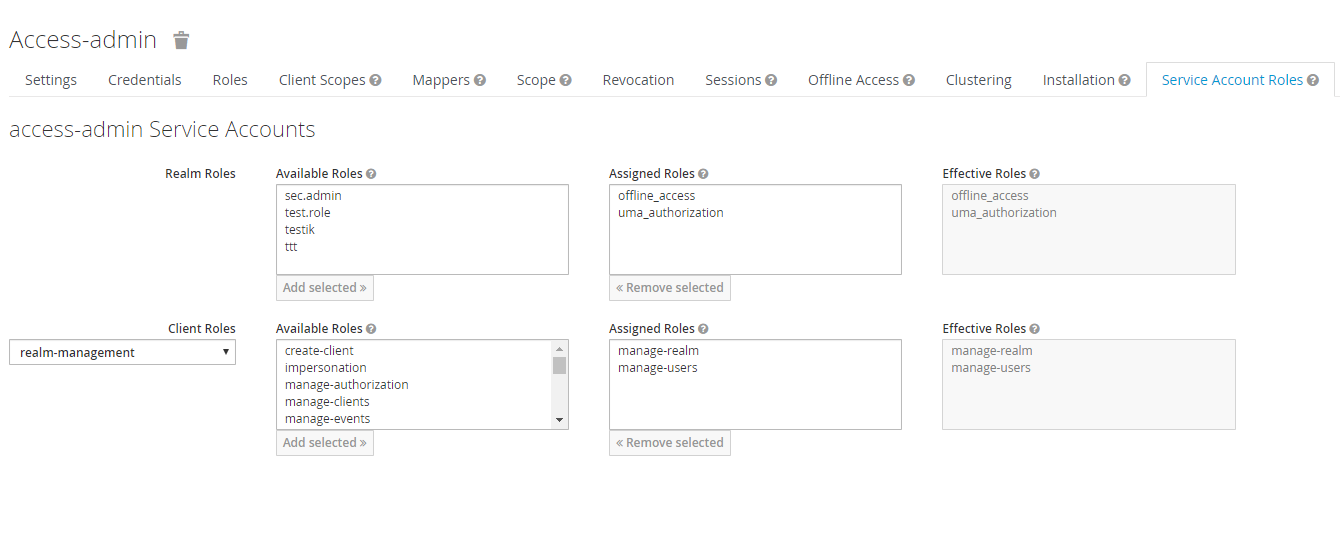 Access-admin
Settings Credentials Roles Client Scopes Mappers Scope Revocation Sessions Offline Access Clustering Installation Service Account Roles
access-admin Service Accounts
Realm Roles Available Roles Assigned Roles Effective Roles
sec.admin offline_access offline_access
test.role uma_authorization uma_authorization
testik
ttt
Add selected » « Remove selected
Client Roles Available Roles Assigned Roles Effective Roles
realm-management create-client manage-realm manage-realm
impersonation manage-users manage-users
manage-authorization
manage-clients
manage-events
Add selected » « Remove selected